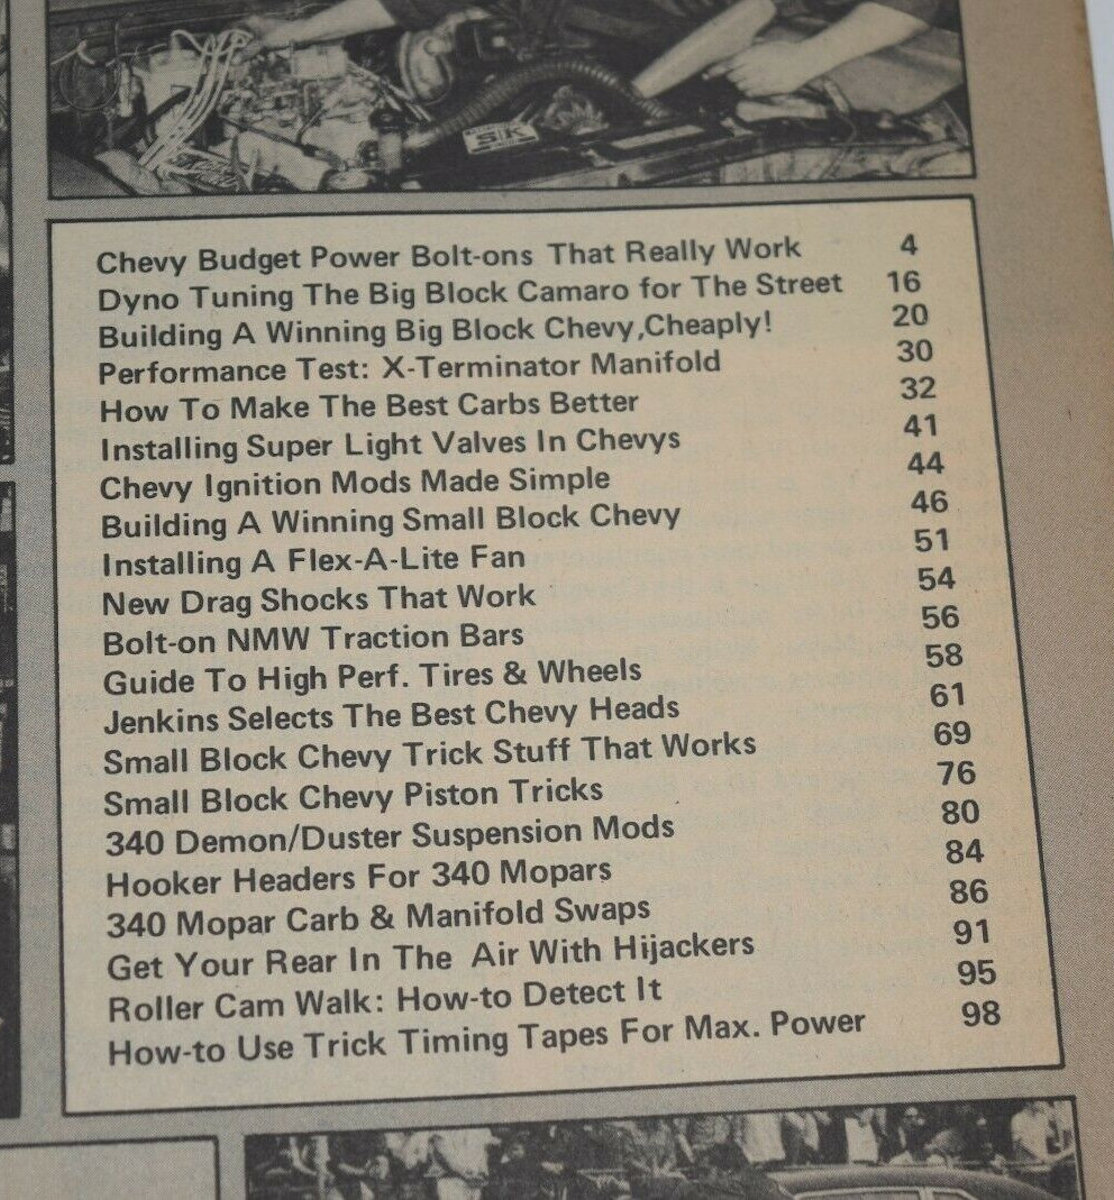 S/K
Chevy Budget Power Bolt-ons That Really Work 4
Dyno Tuning The Big Block Camaro for The Street 16
Building A Winning Big Block Chevy,Cheaply! 20
Performance Test: X-Terminator Manifold 30
How To Make The Best Carbs Better 32
Installing Super Light Valves In Chevys 41
Chevy Ignition Mods Made Simple 44
Building A Winning Small Block Chevy 46
Installing A Flex-A-Lite Fan 51
New Drag Shocks That Work 54
Bolt-on NMW Traction Bars 56
Guide To High Perf. Tires & Wheels 58
Jenkins Selects The Best Chevy Heads 61
Small Block Chevy Trick Stuff That Works 69
Small Block Chevy Piston Tricks 76
340 Demon/Duster Suspension Mods 80
Hooker Headers For 340 Mopars 84
340 Mopar Carb & Manifold Swaps 86
Get Your Rear In The Air With Hijackers 91
Roller Cam Walk: How-to Detect It 95
How-to Use Trick Timing Tapes For Max. Power 98